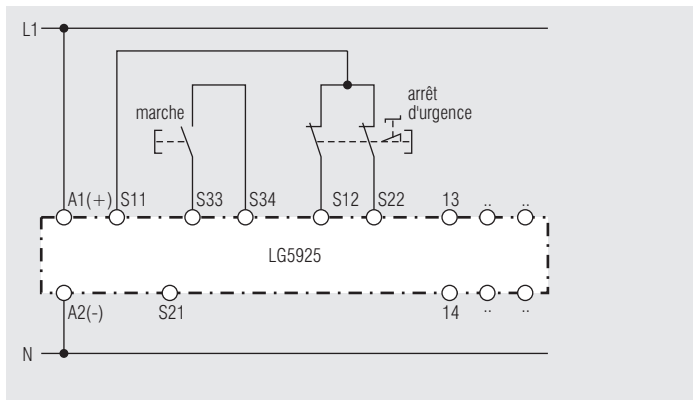 L1
arrêt
d'urgence
marche
A1(+) S11 S33 S34 S12 S22 13 .. ..
LG5925
A2(-) S21 14 .. ..
N